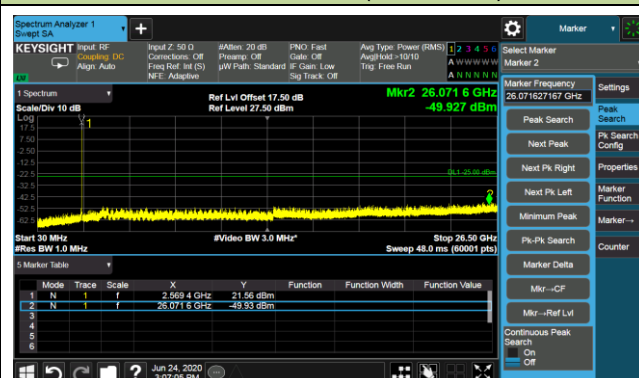 Spectrum Analyzer 1
Swept SA
+
Marker
KEYSIGHT
Input: RF
Coupling: DC
Align: Auto
Input Z: 50 Ω
Corrections: Off
Freq Ref: Int (S)
NFE: Adaptive
#Atten: 20 dB
Preamp: Off
µW Path: Standard
PNO: Fast
Gate: Off
IF Gain: Low
Sig Track: Off
Avg Type: Power (RMS)
Avg|Hold:>10/10
Trig: Free Run
1 2 3 4 5 6
A W W W W W
A N N N N N
Select Marker
Marker 2
Marker Frequency
26.071627167 GHz
Settings
Peak Search
Next Peak
Next Pk Right
Next Pk Left
Minimum Peak
Pk-Pk Search
Marker Delta
Mkr→CF
Mkr→Ref Lvl
Continuous Peak
Search
On
Off
Peak
Search
Pk Search
Config
Properties
Marker
Function
Marker→
Counter
1 Spectrum
Scale/Div 10 dB
Ref Lvl Offset 17.50 dB
Ref Level 27.50 dBm
Mkr2 26.071 6 GHz
-49.927 dBm
Log
17.5
7.50
-2.50
-12.5
-22.5
-32.5
-42.5
-52.5
-62.5
1
DL1 -25.00 dBm
2
Start 30 MHz
#Res BW 1.0 MHz
#Video BW 3.0 MHz*
Stop 26.50 GHz
Sweep 48.0 ms (60001 pts)
5 Marker Table
Mode Trace Scale X Y Function Function Width Function Value
1 N 1 f 2.569 4 GHz 21.56 dBm
2 N 1 f 26.071 6 GHz -49.93 dBm
3
4
5
6
?
Jun 24, 2020
3:07:05 PM